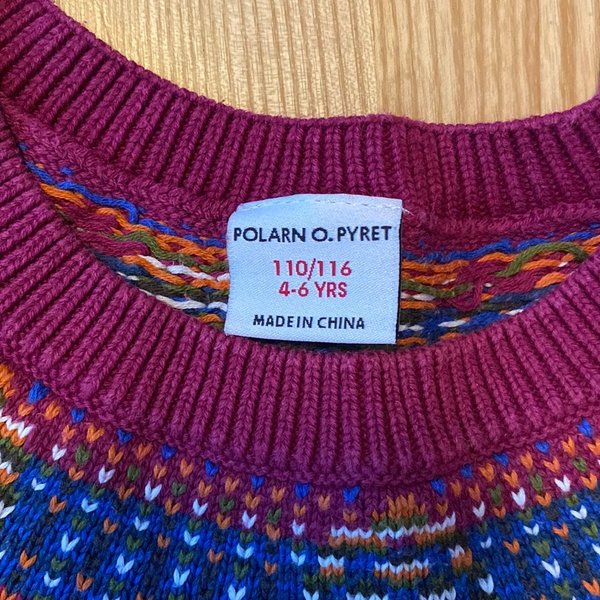 POLARN O. PYRET
110/116
4-6 YRS
MADE IN CHINA